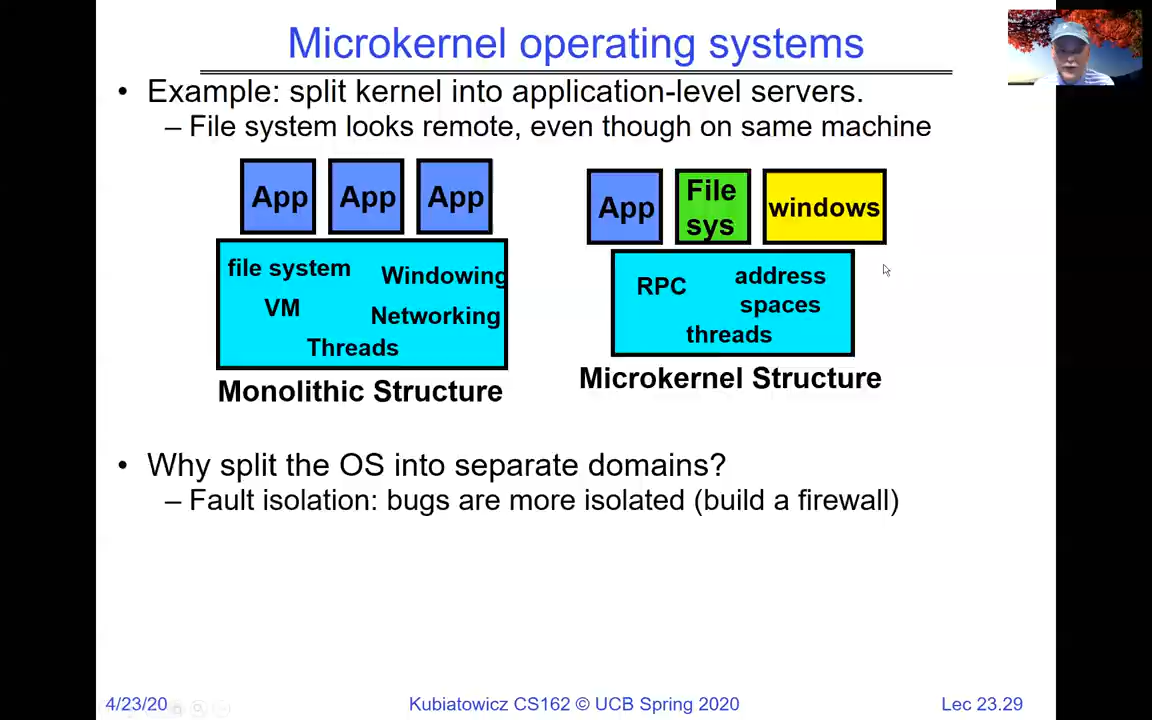 Microkernel operating systems
• Example: split kernel into application-level servers.
– File system looks remote, even though on same machine
App App App
file system Windowing
VM
Networking
Threads
Monolithic Structure
App File sys windows
RPC address spaces
threads
Microkernel Structure
• Why split the OS into separate domains?
– Fault isolation: bugs are more isolated (build a firewall)
4/23/20 Kubiatowicz CS162 © UCB Spring 2020 Lec 23.29